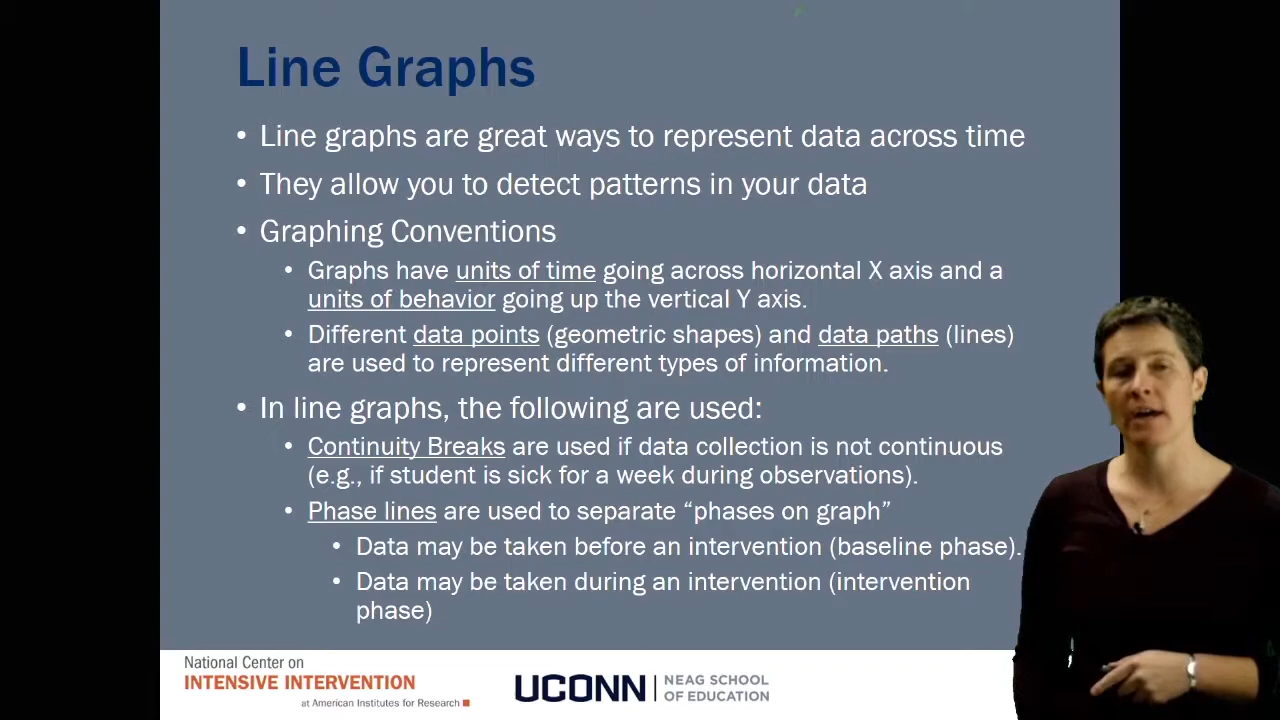 Line Graphs
• Line graphs are great ways to represent data across time
• They allow you to detect patterns in your data
• Graphing Conventions
• Graphs have units of time going across horizontal X axis and a
units of behavior going up the vertical Y axis.
• Different data points (geometric shapes) and data paths (lines)
are used to represent different types of information.
• In line graphs, the following are used:
• Continuity Breaks are used if data collection is not continuous
(e.g., if student is sick for a week during observations).
• Phase lines are used to separate “phases on graph”
• Data may be taken before an intervention (baseline phase).
• Data may be taken during an intervention (intervention
phase)
National Center on
INTENSIVE INTERVENTION
at American Institutes for Research
UCONN
NEAG SCHOOL
OF EDUCATION